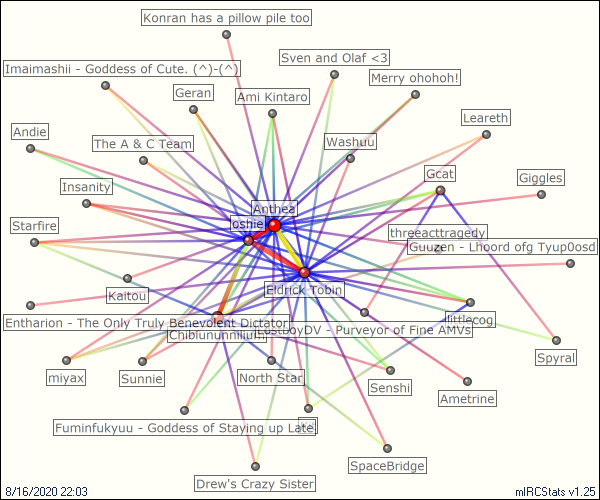 Konran has a pillow pile too
Sven and Olaf <3
Imaimashii - Goddess of Cute. (^)-(^)
Merry ohohoh!
Geran
Ami Kintaro
Leareth
Andie
The A & C Team
Washuu
Gcat
Giggles
Insanity
Anthea
oshie
Starfire
threeacttragedy
Guuzen - Lhoord ofg Tyup0osd
Kaitou
Eldrick Tobin
Entharion - The Only Truly Benevolent Dictator
littlecog
LostboyDV - Purveyor of Fine AMVs
Spyral
miyax
Sunnie
North Star
Senshi
Ametrine
Fuminfukyuu - Goddess of Staying up Late.
SpaceBridge
Drew's Crazy Sister
8/16/2020 22:03
mIRCStats v1.25